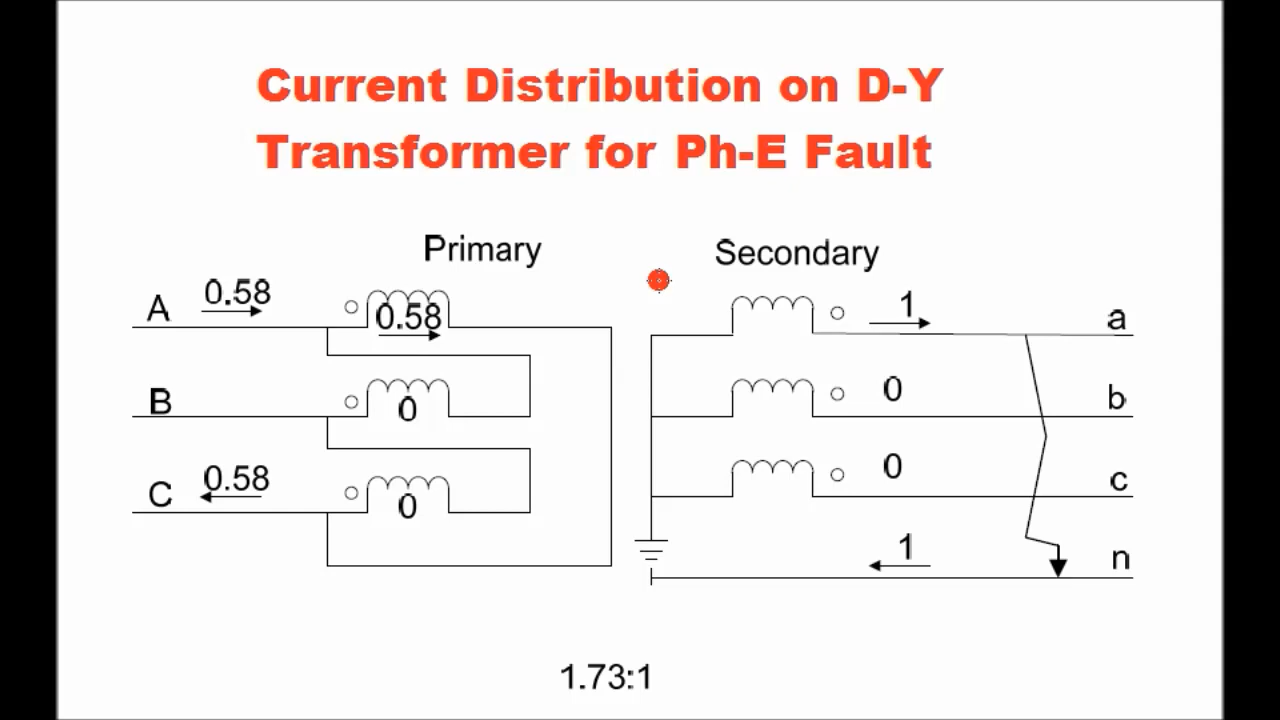 Current Distribution on D-Y
Transformer for Ph-E Fault
Primary
Secondary
A
0.58
0.58
1
a
B
0
0
b
C
0.58
0
0
c
1
n
1.73:1